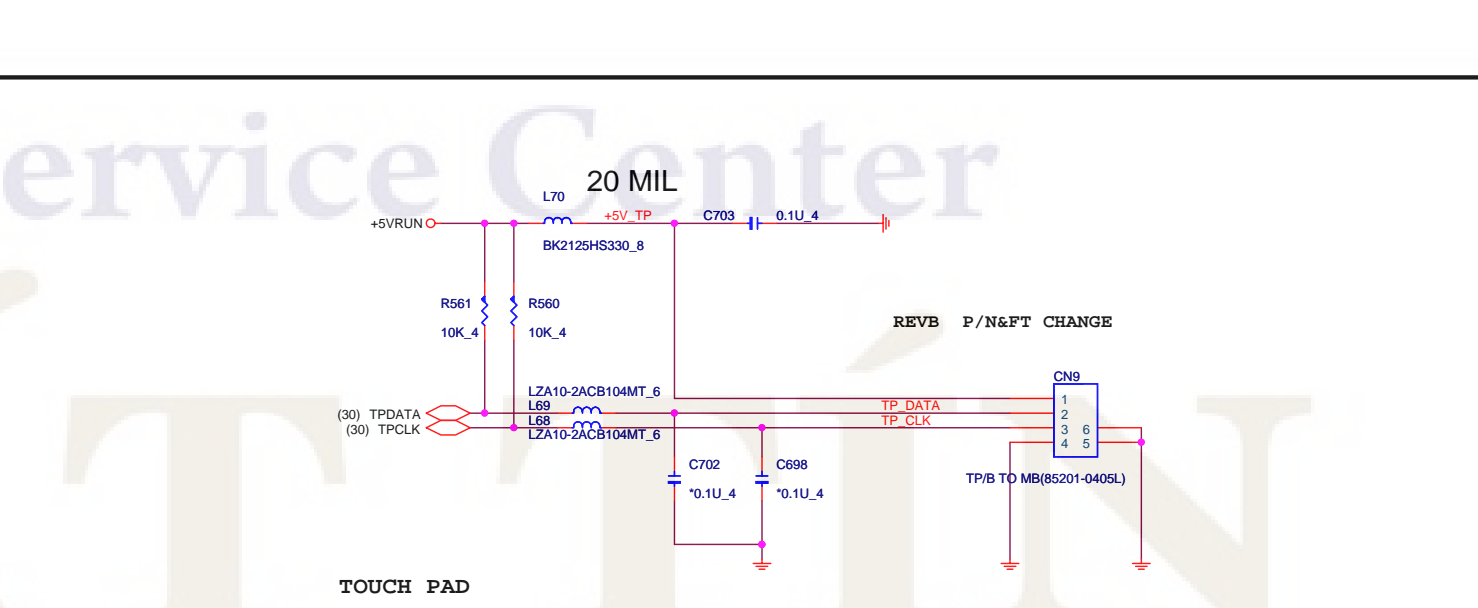 ervice Center
20 MIL
L70
+5VRUN
+5V_TP
C703
0.1U_4
BK2125HS330_8
R561
R560
10K_4
10K_4
REVB P/N&FT CHANGE
CN9
LZA10-2ACB104MT_6
L69
(30) TPDATA
TP_DATA
L68
(30) TPCLK
TP_CLK
LZA10-2ACB104MT_6
1
2
3 6
4 5
C702
C698
*0.1U_4
*0.1U_4
TP/B TO MB(85201-0405L)
TOUCH PAD
T TÍN